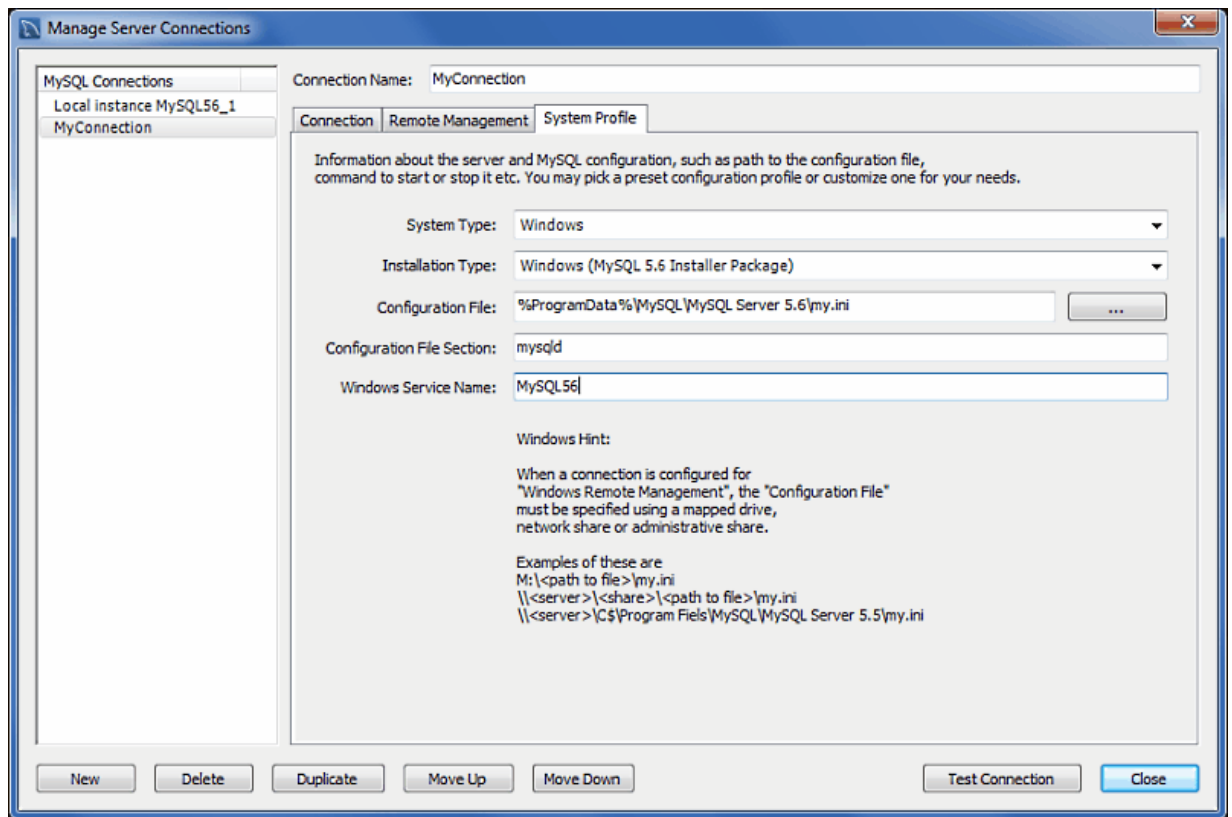 Manage Server Connections
MySQL Connections
Local instance MySQL56_1
MyConnection
Connection Name: MyConnection
Connection Remote Management System Profile
Information about the server and MySQL configuration, such as path to the configuration file,
command to start or stop it etc. You may pick a preset configuration profile or customize one for your needs.
System Type: Windows
Installation Type: Windows (MySQL 5.6 Installer Package)
Configuration File: %ProgramData%\MySQL\MySQL Server 5.6\my.ini ...
Configuration File Section: mysqld
Windows Service Name: MySQL56
Windows Hint:
When a connection is configured for
"Windows Remote Management", the "Configuration File"
must be specified using a mapped drive,
network share or administrative share.
Examples of these are
M:\<path to file>\my.ini
\\<server>\<share>\<path to file>\my.ini
\\<server>\C$\Program Fiels\MySQL\MySQL Server 5.5\my.ini
New Delete Duplicate Move Up Move Down Test Connection Close